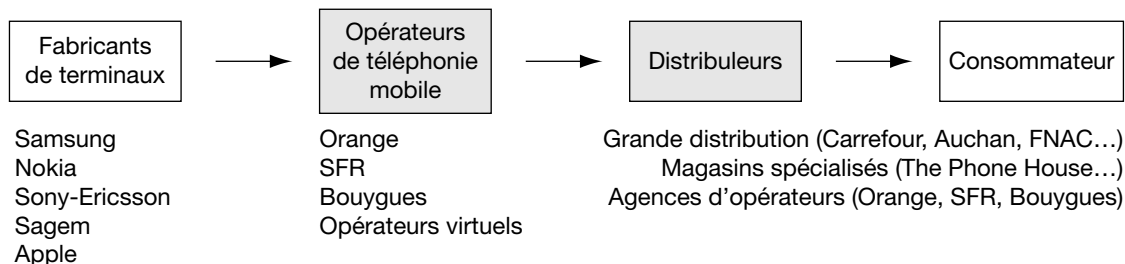 Fabricants
de terminaux
Opérateurs
de téléphonie
mobile
Distribuleurs
Consommateur
Samsung
Nokia
Sony-Ericsson
Sagem
Apple
Orange
SFR
Bouygues
Opérateurs virtuels
Grande distribution (Carrefour, Auchan, FNAC…)
Magasins spécialisés (The Phone House…)
Agences d’opérateurs (Orange, SFR, Bouygues)